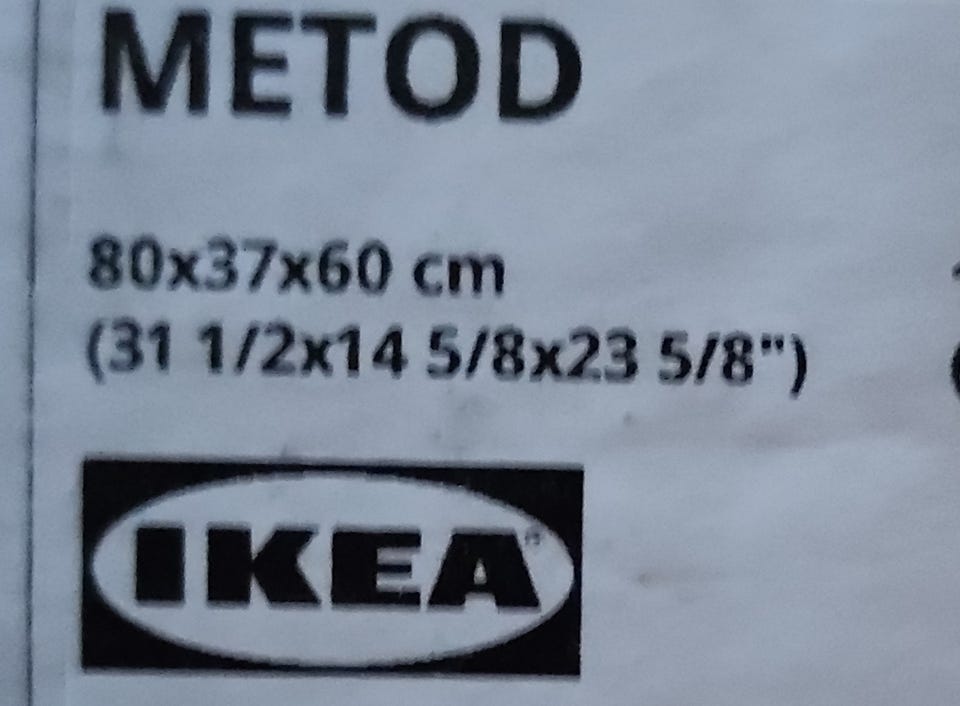 METOD
80x37x60 cm
(31 1/2x14 5/8x23 5/8")
IKEA